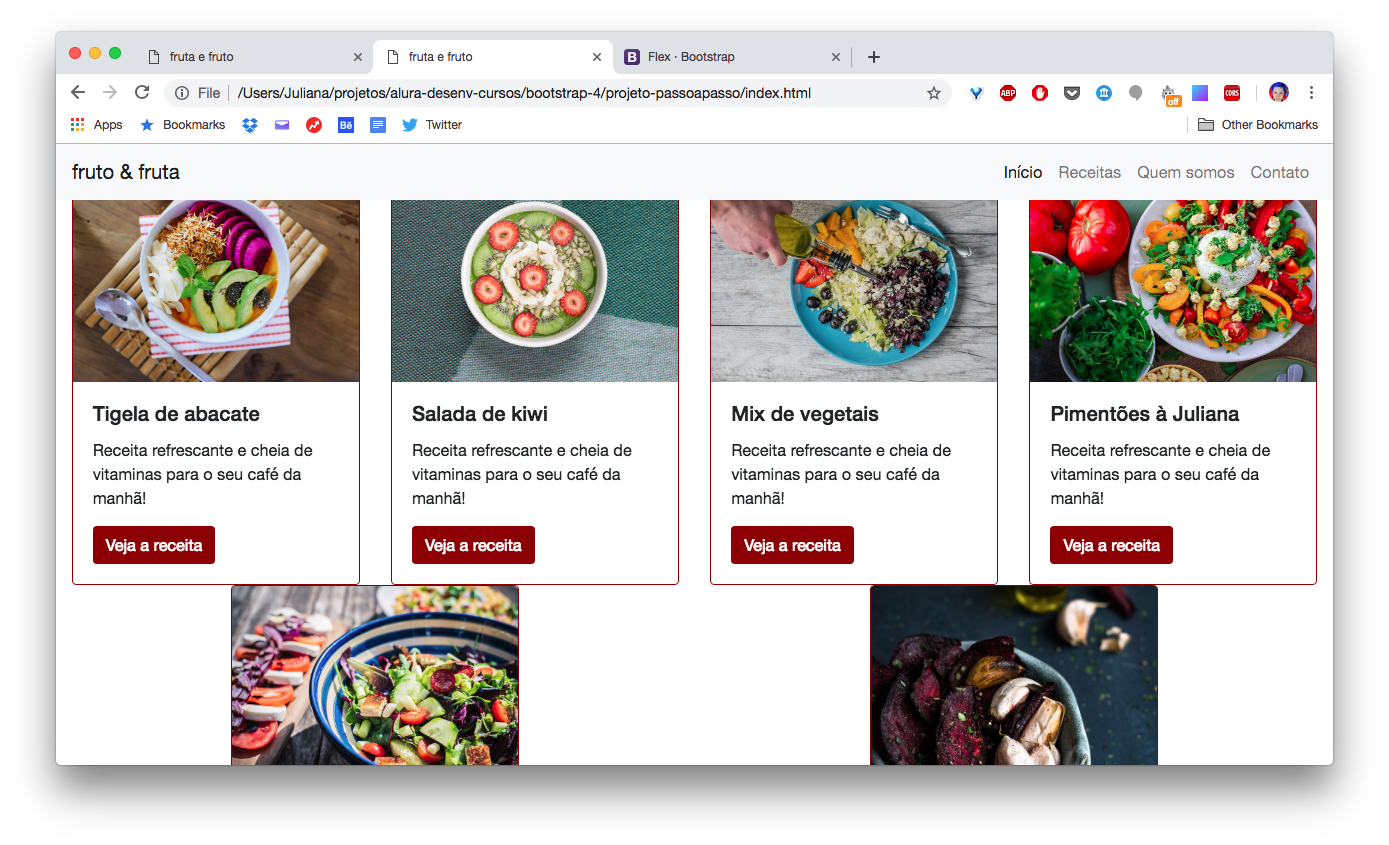 fruta e fruto
fruta e fruto
B Flex · Bootstrap
File /Users/Juliana/projetos/alura-desenv-cursos/bootstrap-4/projeto-passoapasso/index.html
ABP
off
CORS
Apps Bookmarks Bē Twitter Other Bookmarks
fruto & fruta Início Receitas Quem somos Contato
Tigela de abacate
Receita refrescante e cheia de
vitaminas para o seu café da
manhã!
Veja a receita
Salada de kiwi
Receita refrescante e cheia de
vitaminas para o seu café da
manhã!
Veja a receita
Mix de vegetais
Receita refrescante e cheia de
vitaminas para o seu café da
manhã!
Veja a receita
Pimentões à Juliana
Receita refrescante e cheia de
vitaminas para o seu café da
manhã!
Veja a receita